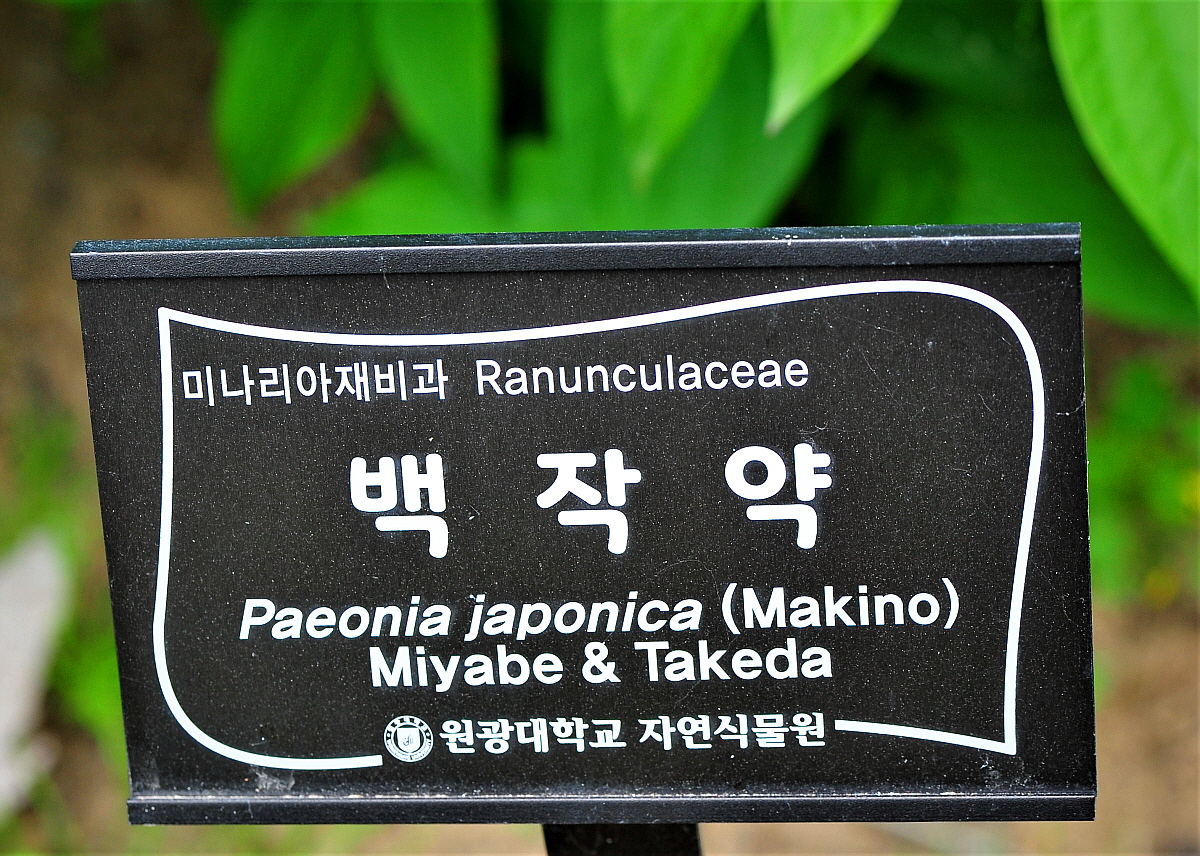 미나리아재비과 Ranunculaceae
백 작 약
Paeonia japonica (Makino)
Miyabe & Takeda
원광대학교 자연식물원